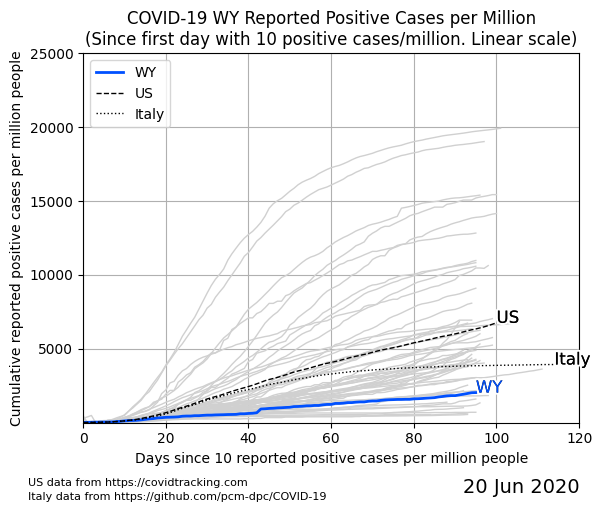 COVID-19 WY Reported Positive Cases per Million
(Since first day with 10 positive cases/million. Linear scale)
Cumulative reported positive cases per million people
25000
20000
15000
10000
5000
WY
US
Italy
US
Italy
WY
0 20 40 60 80 100 120
Days since 10 reported positive cases per million people
US data from https://covidtracking.com
Italy data from https://github.com/pcm-dpc/COVID-19
20 Jun 2020